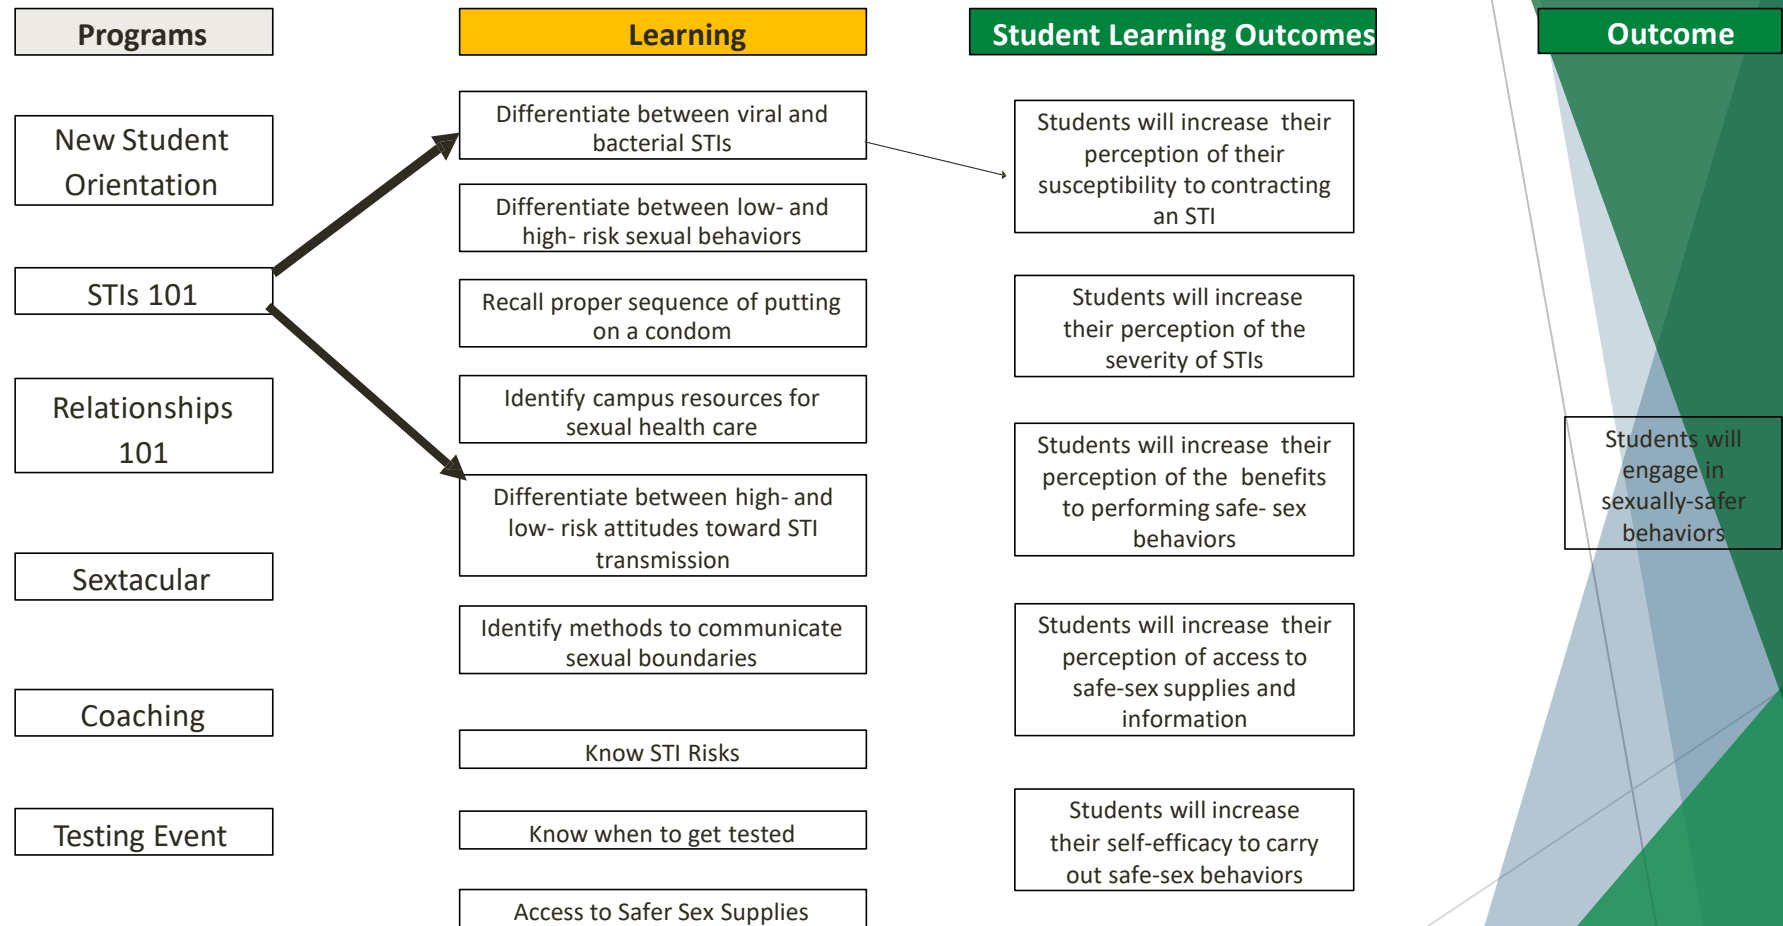 Programs
Learning
Student Learning Outcomes
Outcome
New Student
Orientation
STIs 101
Relationships
101
Sextacular
Coaching
Testing Event
Differentiate between viral and
bacterial STIs
Differentiate between low- and
high- risk sexual behaviors
Recall proper sequence of putting
on a condom
Identify campus resources for
sexual health care
Differentiate between high- and
low- risk attitudes toward STI
transmission
Identify methods to communicate
sexual boundaries
Know STI Risks
Know when to get tested
Access to Safer Sex Supplies
Students will increase their
perception of their
susceptibility to contracting
an STI
Students will increase
their perception of the
severity of STIs
Students will increase their
perception of the benefits
to performing safe- sex
behaviors
Students will increase their
perception of access to
safe-sex supplies and
information
Students will increase
their self-efficacy to carry
out safe-sex behaviors
Students will
engage in
sexually-safer
behaviors